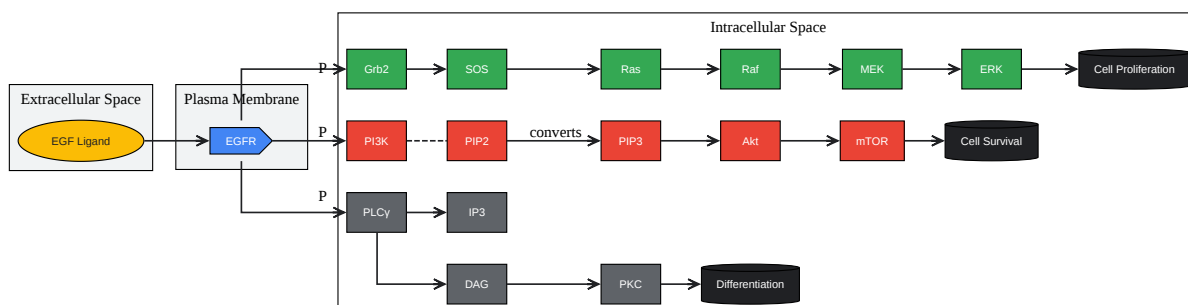 Intracellular Space
P
Grb2
SOS
Ras
Raf
MEK
ERK
Cell Proliferation
Extracellular Space
Plasma Membrane
EGF Ligand
EGFR
P
PI3K
PIP2
converts
PIP3
Akt
mTOR
Cell Survival
P
PLCγ
IP3
DAG
PKC
Differentiation